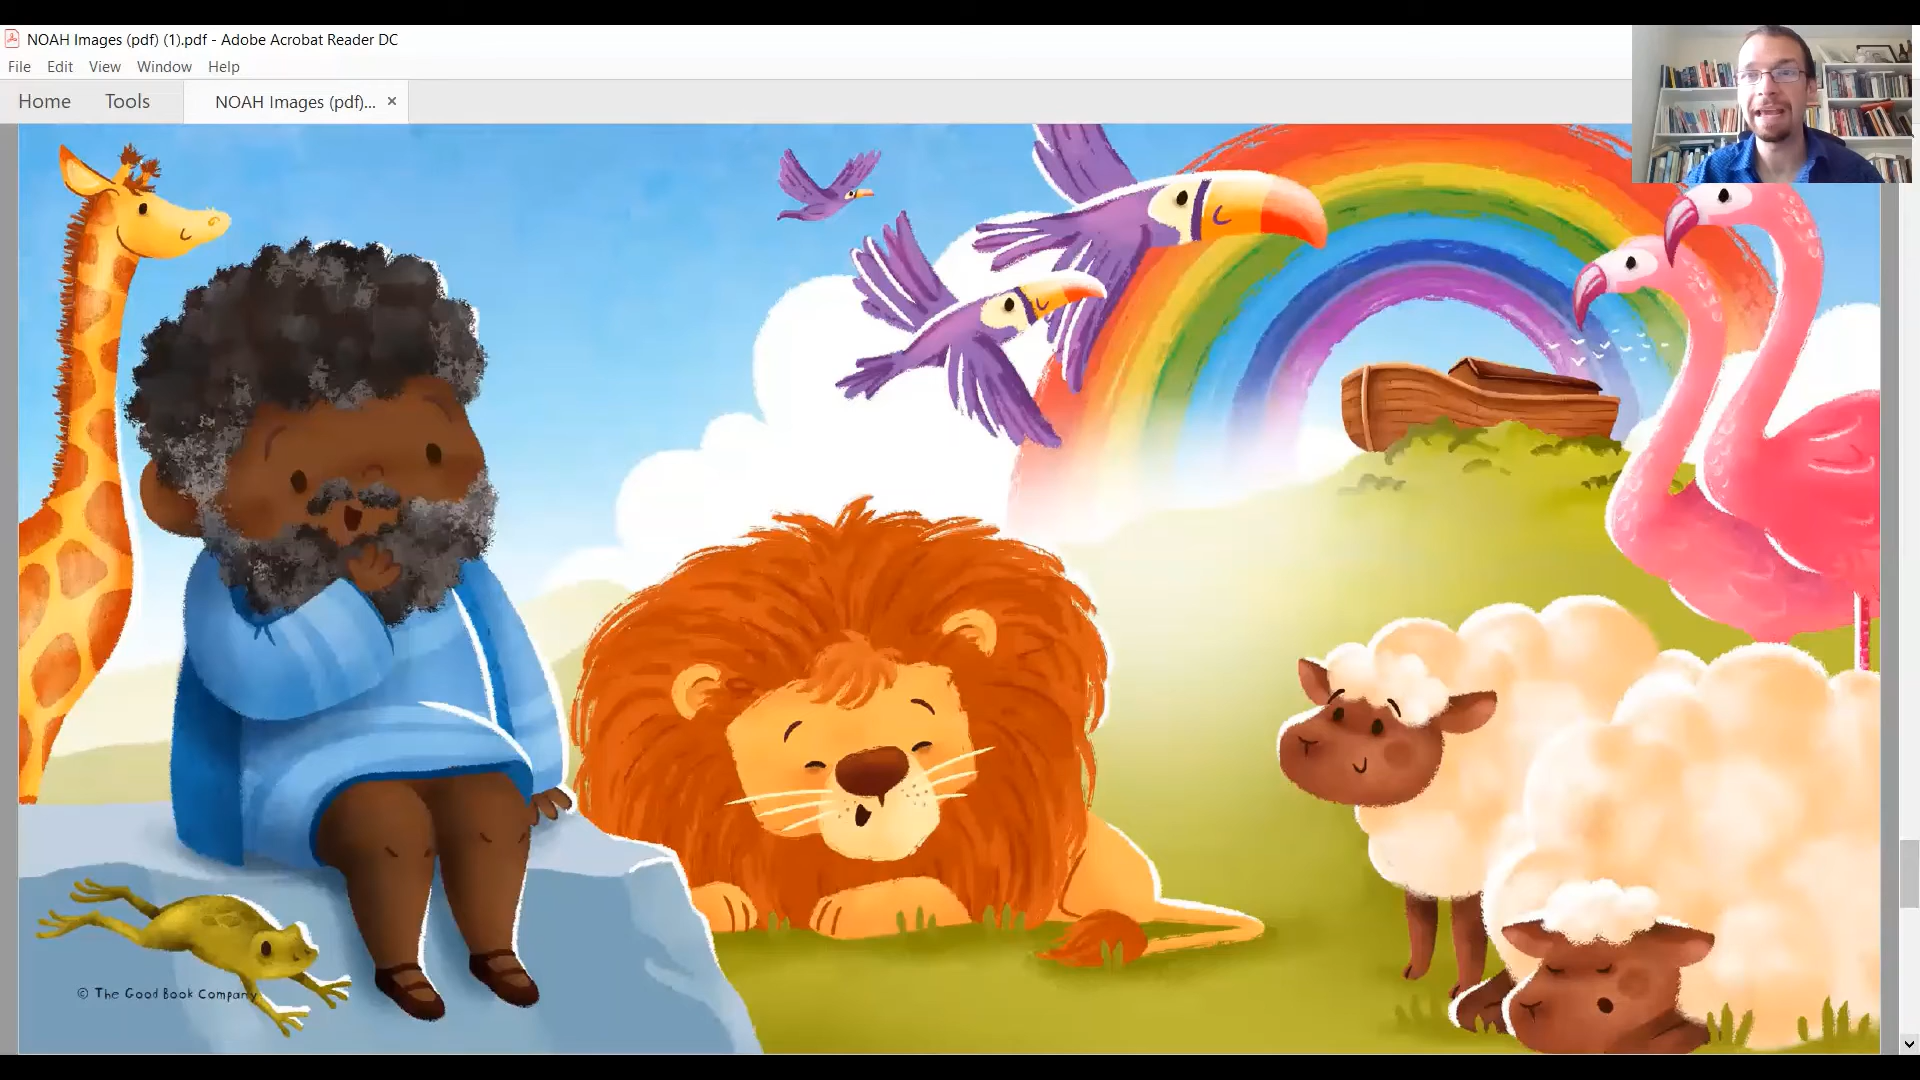 NOAH Images (pdf) (1).pdf - Adobe Acrobat Reader DC
File Edit View Window Help
Home Tools NOAH Images (pdf)... ×
© The Good Book Company